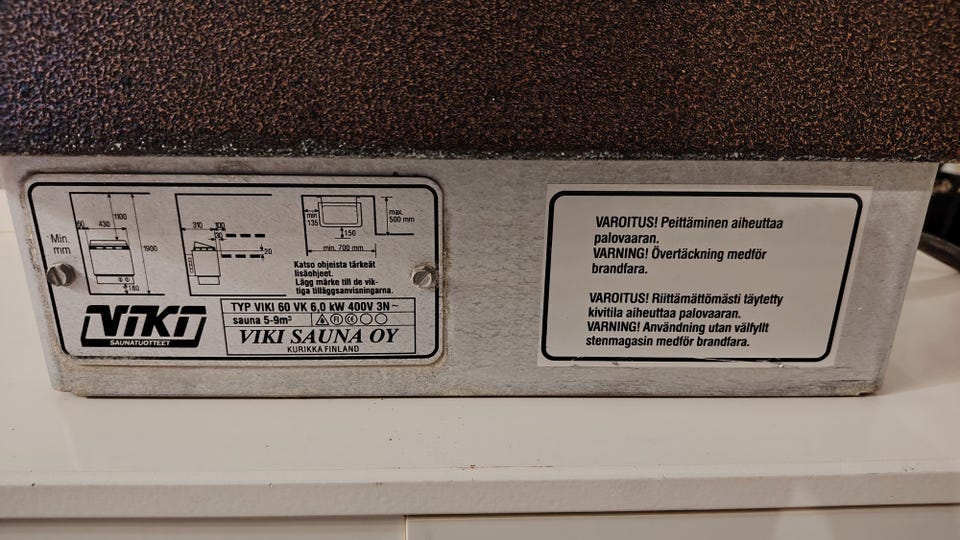 1100
50
430
Min.
mm
1900
180
310
100
30
20
min
135
max.
500 mm
150
min. 700 mm
Katso ohjeista tärkeät
lisäohjeet.
Lägg märke till de vik-
tiga tilläggsanvisningarna.
VIKI
SAUNATUOTTEET
TYP VIKI 60 VK 6,0 kW 400V 3N~
sauna 5-9m³
FI
VIKI SAUNA OY
KURIKKA FINLAND
VAROITUS! Peittäminen aiheuttaa
palovaaran.
VARNING! Övertäckning medför
brandfara.
VAROITUS! Riittämättömästi täytetty
kivitila aiheuttaa palovaaran.
VARNING! Användning utan välfyllt
stenmagasin medför brandfara.